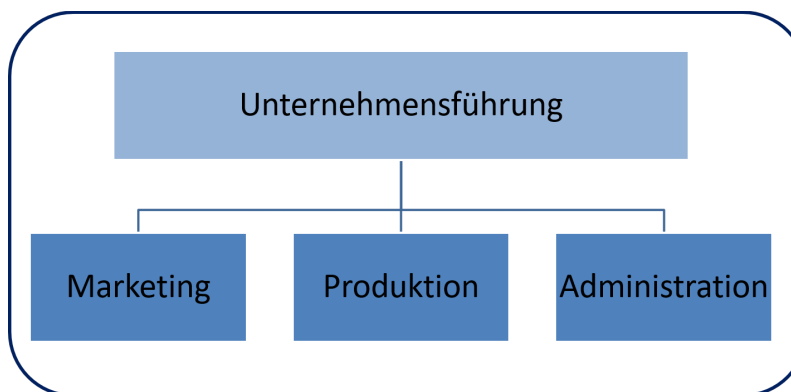 Unternehmensführung
Marketing
Produktion
Administration